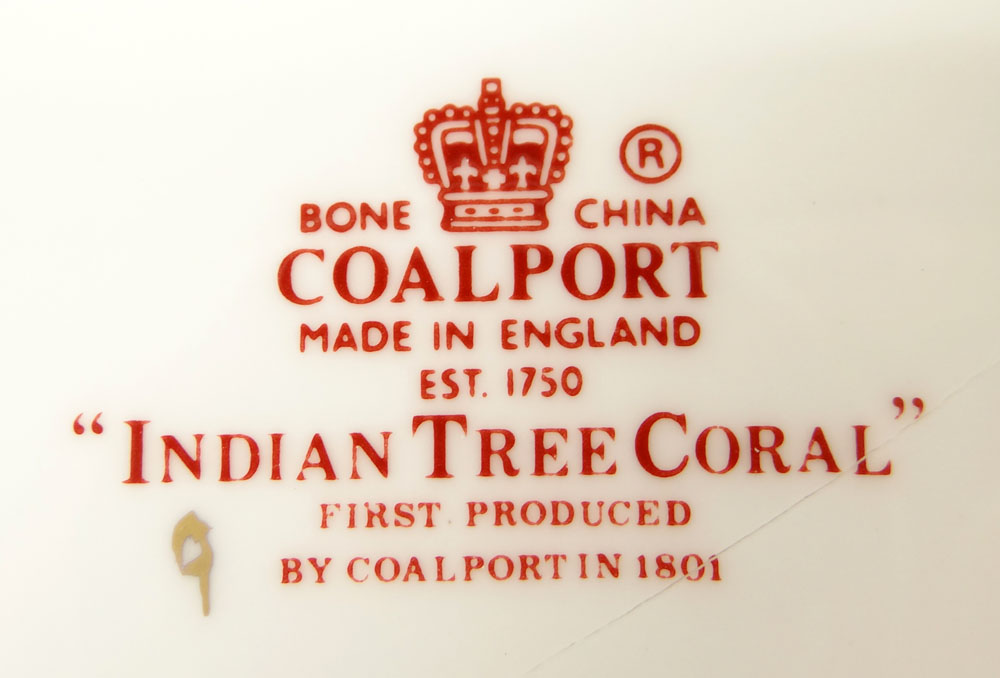 ®
BONE CHINA
COALPORT
MADE IN ENGLAND
EST. 1750
“INDIAN TREE CORAL”
FIRST PRODUCED
BY COALPORT IN 1801